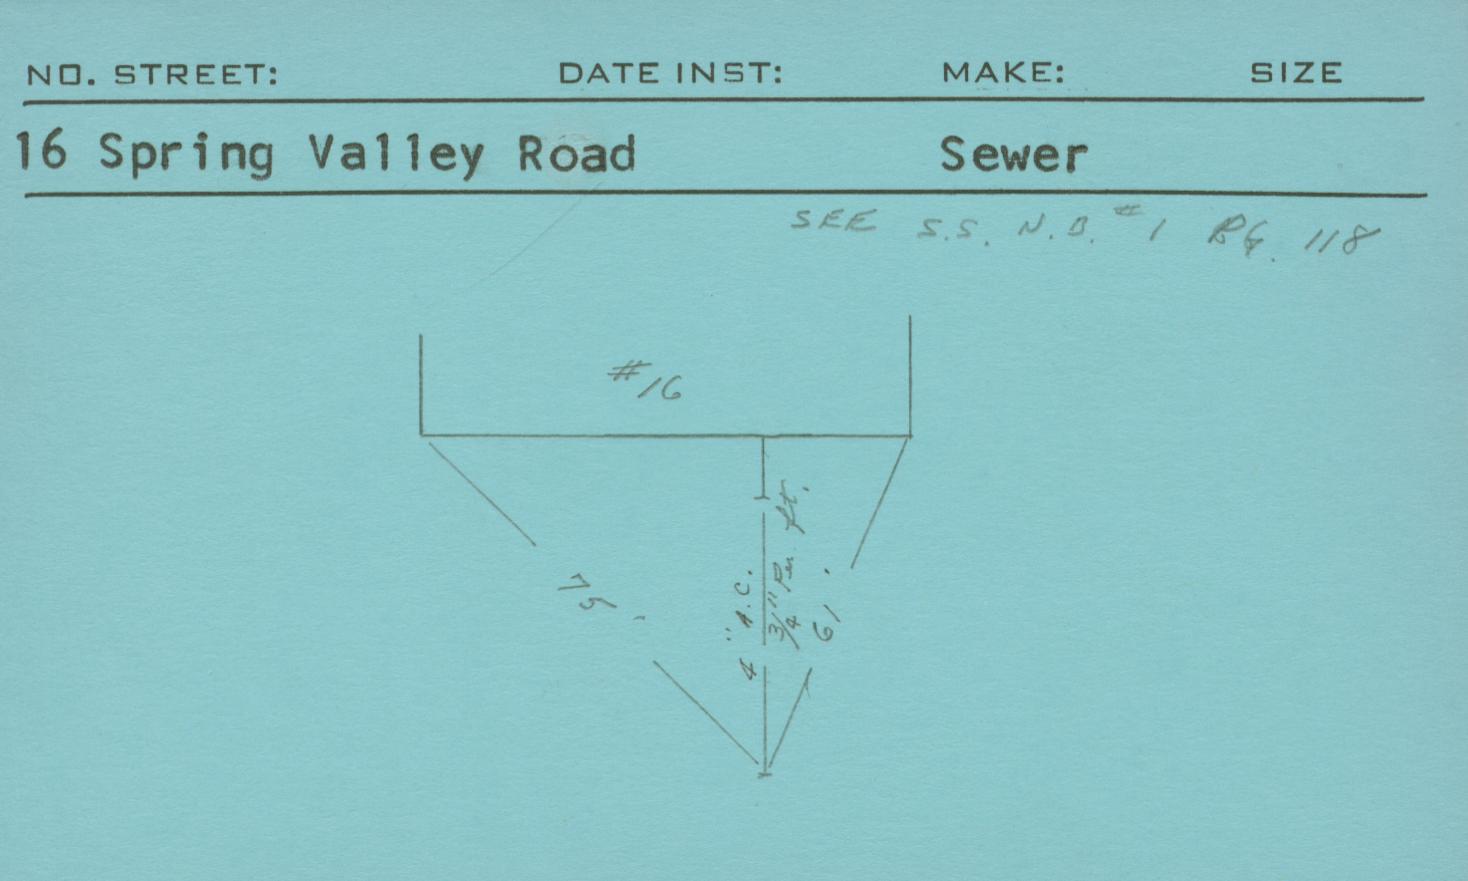 NO. STREET: DATE INST: MAKE: SIZE
16 Spring Valley Road Sewer
SEE S.S. N.B. #1 PG. 118
#16
75
4" A.C.
3/4" Per ft.
61